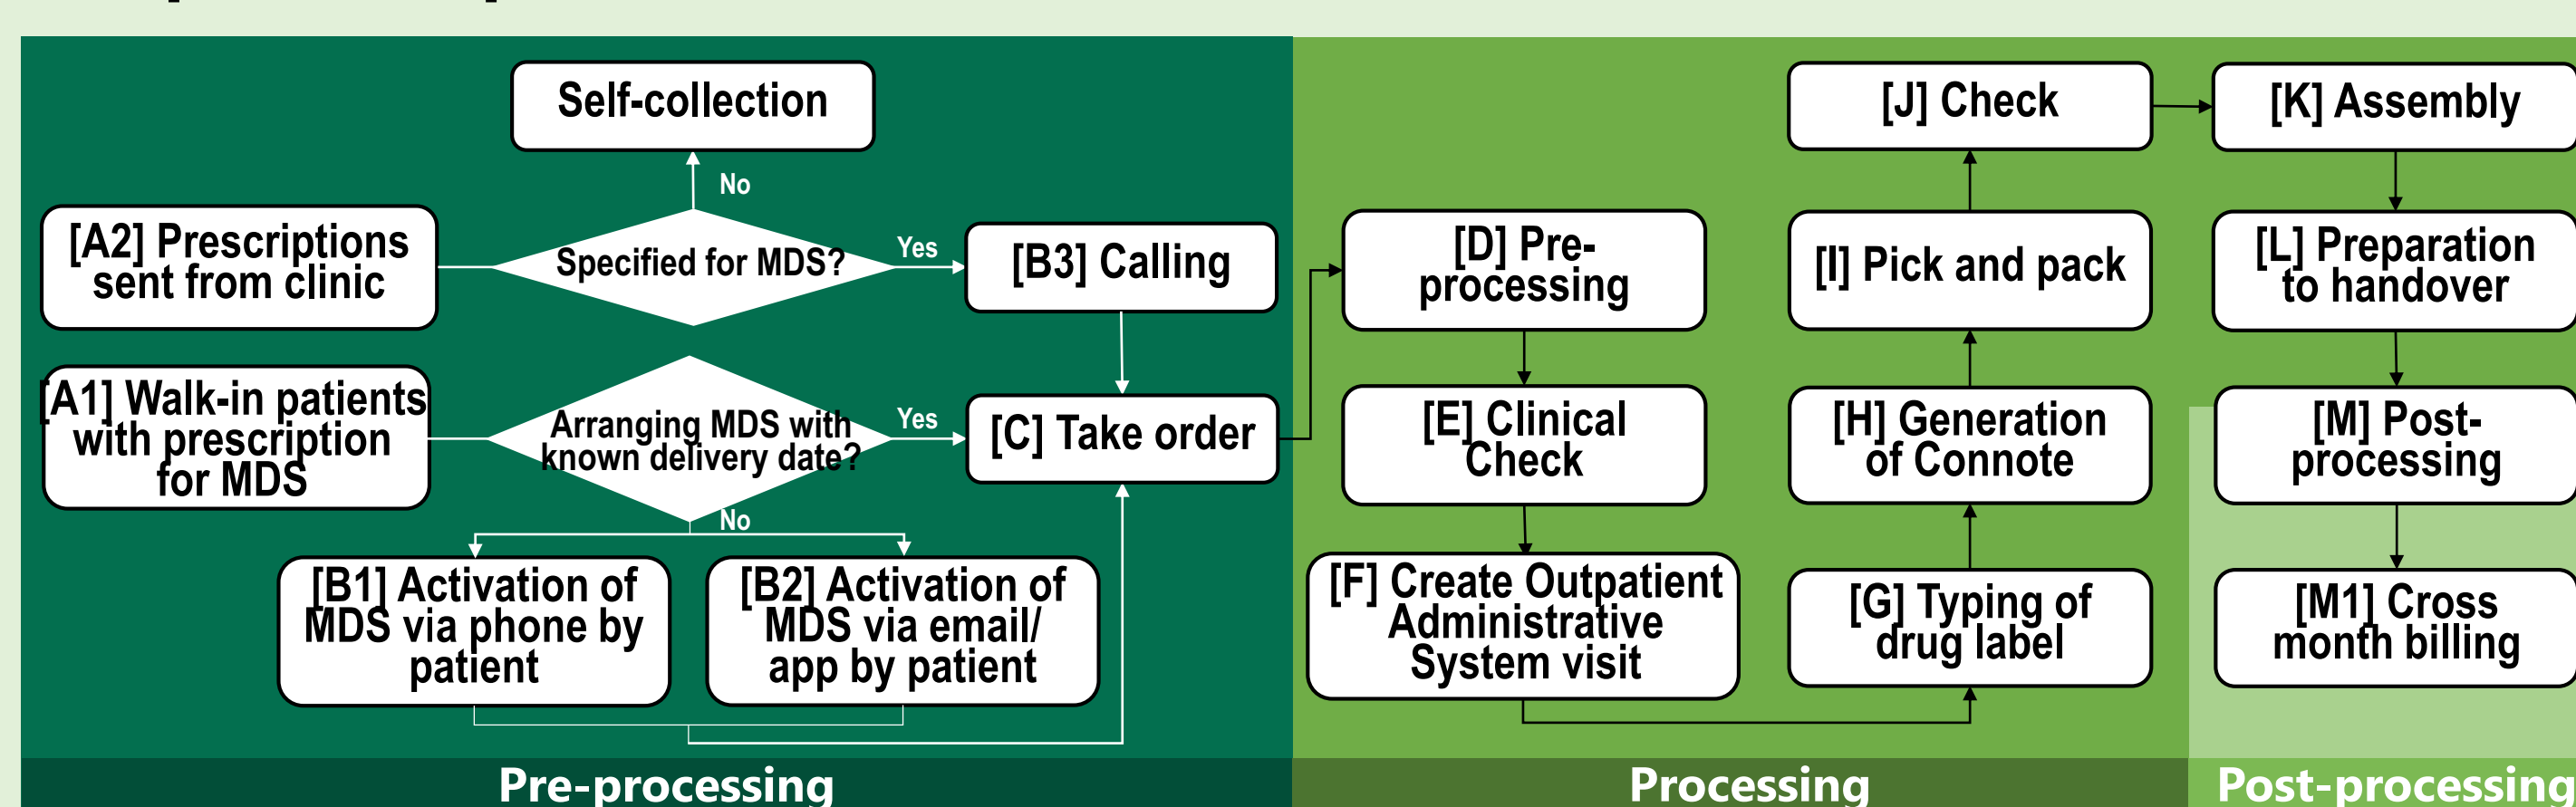 Self-collection
No
[A2] Prescriptions
sent from clinic
Specified for MDS?
Yes
[B3] Calling
[A1] Walk-in patients
with prescription
for MDS
Arranging MDS with
known delivery date?
Yes
[C] Take order
No
[B1] Activation of
MDS via phone by
patient
[B2] Activation of
MDS via email/
app by patient
Pre-processing
[D] Pre-
processing
[E] Clinical
Check
[F] Create Outpatient
Administrative
System visit
[G] Typing of
drug label
[H] Generation
of Connote
[I] Pick and pack
[J] Check
Processing
[K] Assembly
[L] Preparation
to handover
[M] Post-
processing
[M1] Cross
month billing
Post-processing